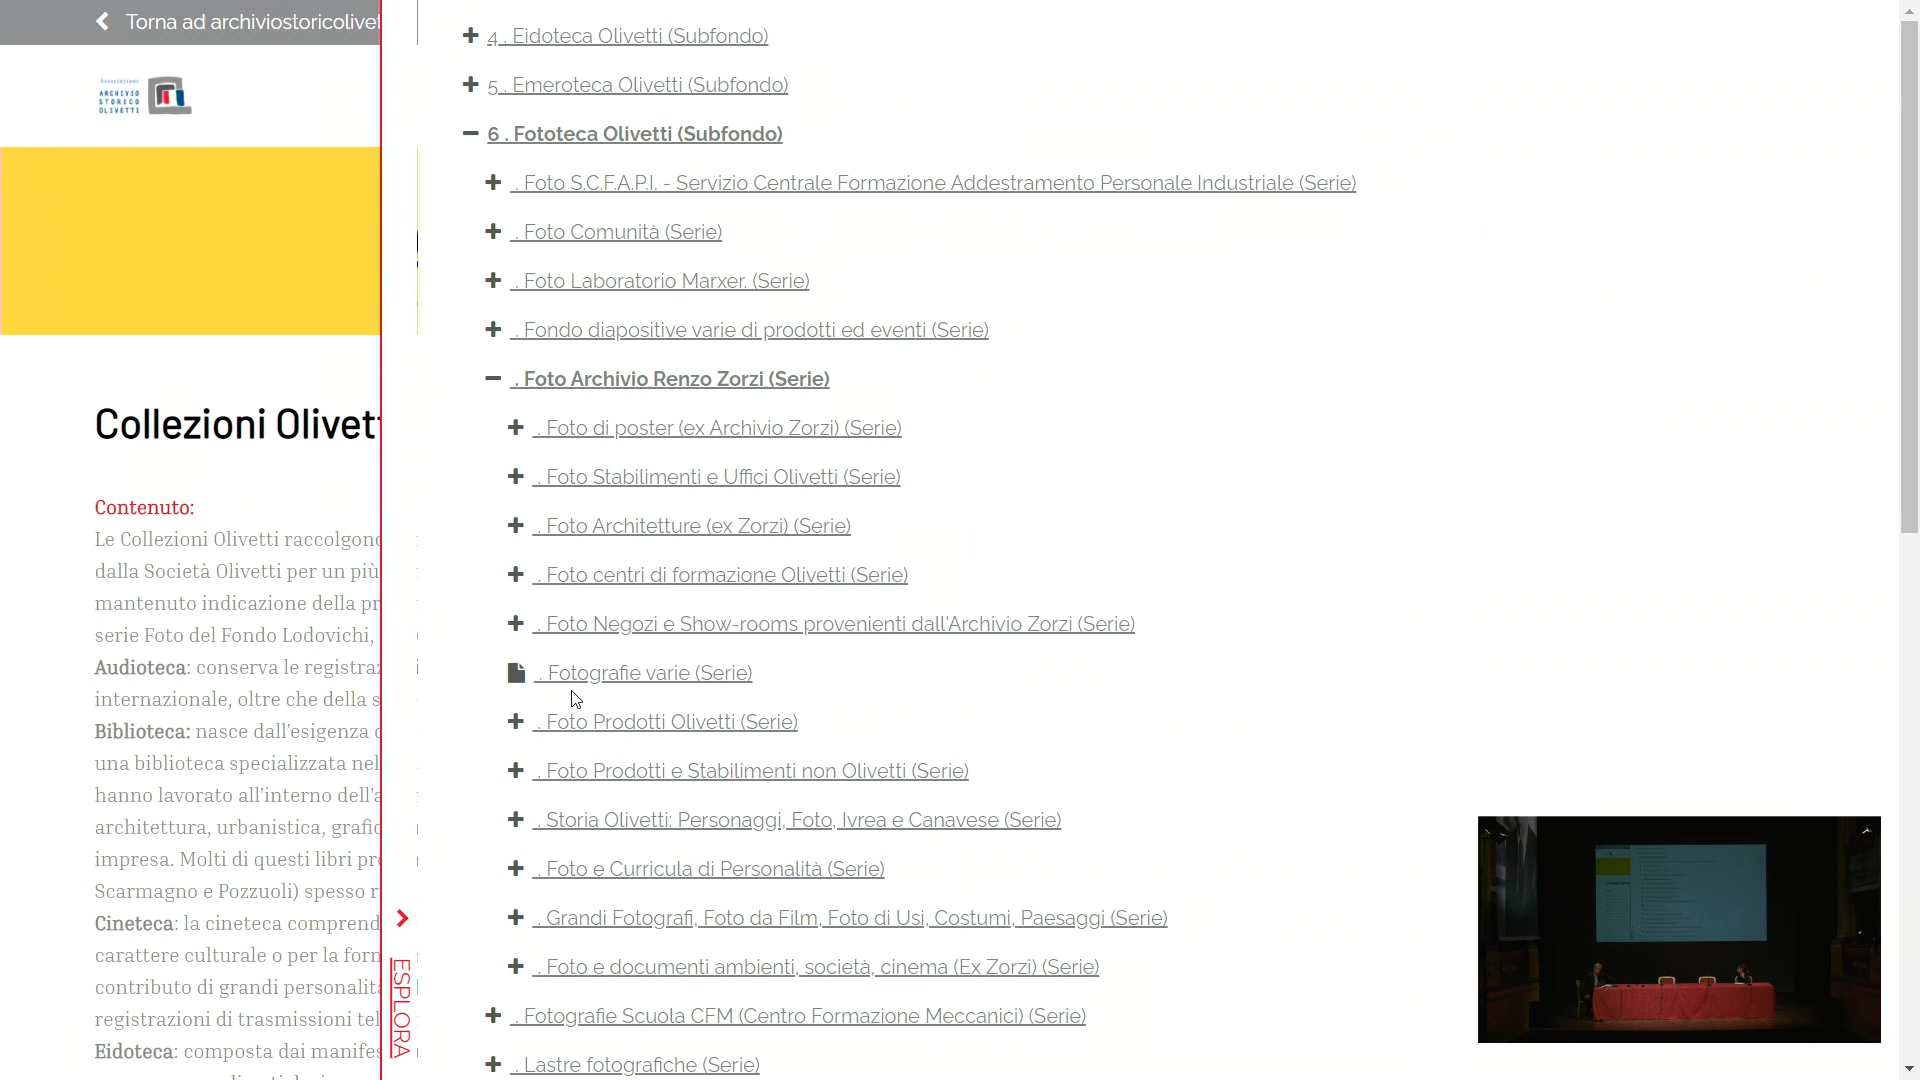 Torna ad archiviostoricolivet
Associazione
ARCHIVIO
STORICO
OLIVETTI
Collezioni Olivett
Contenuto:
Le Collezioni Olivetti raccolgono
dalla Società Olivetti per un più
mantenuto indicazione della pr
serie Foto del Fondo Lodovichi,
Audioteca: conserva le registraz
internazionale, oltre che della s
Biblioteca: nasce dall'esigenza
una biblioteca specializzata nel
hanno lavorato all'interno dell'a
architettura, urbanistica, grafic
impresa. Molti di questi libri pr
Scarmagno e Pozzuoli) spesso r
Cineteca: la cineteca comprend
carattere culturale o per la forn
contributo di grandi personalità
registrazioni di trasmissioni tel
Eidoteca: composta dai manifes
ESPLORA
4 . Eidoteca Olivetti (Subfondo)
5 . Emeroteca Olivetti (Subfondo)
6 . Fototeca Olivetti (Subfondo)
. Foto S.C.F.A.P.I. - Servizio Centrale Formazione Addestramento Personale Industriale (Serie)
. Foto Comunità (Serie)
. Foto Laboratorio Marxer. (Serie)
. Fondo diapositive varie di prodotti ed eventi (Serie)
. Foto Archivio Renzo Zorzi (Serie)
. Foto di poster (ex Archivio Zorzi) (Serie)
. Foto Stabilimenti e Uffici Olivetti (Serie)
. Foto Architetture (ex Zorzi) (Serie)
. Foto centri di formazione Olivetti (Serie)
. Foto Negozi e Show-rooms provenienti dall'Archivio Zorzi (Serie)
. Fotografie varie (Serie)
. Foto Prodotti Olivetti (Serie)
. Foto Prodotti e Stabilimenti non Olivetti (Serie)
. Storia Olivetti: Personaggi, Foto, Ivrea e Canavese (Serie)
. Foto e Curricula di Personalità (Serie)
. Grandi Fotografi, Foto da Film, Foto di Usi, Costumi, Paesaggi (Serie)
. Foto e documenti ambienti, società, cinema (Ex Zorzi) (Serie)
. Fotografie Scuola CFM (Centro Formazione Meccanici) (Serie)
. Lastre fotografiche (Serie)